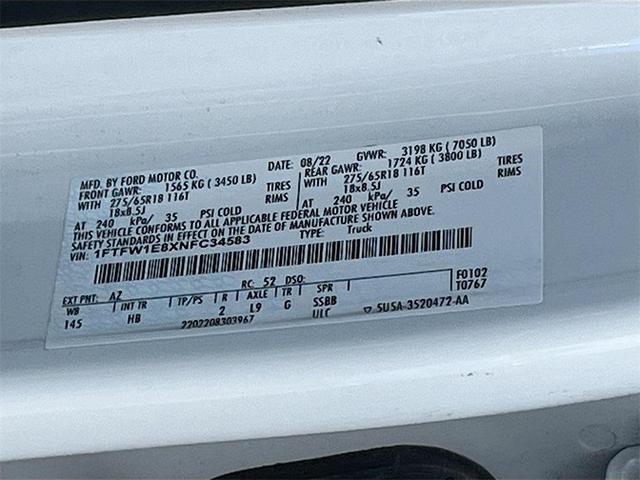 MFD. BY FORD MOTOR CO. DATE: 08/22 GVWR: 3198 KG ( 7050 LB)
FRONT GAWR: 1565 KG ( 3450 LB) REAR GAWR: 1724 KG ( 3800 LB)
WITH 275/65R18 116T TIRES WITH 275/65R18 116T TIRES
18x8.5J RIMS 18x8.5J RIMS
AT 240 kPa/ 35 PSI COLD AT 240 kPa/ 35 PSI COLD
THIS VEHICLE CONFORMS TO ALL APPLICABLE FEDERAL MOTOR VEHICLE
SAFETY STANDARDS IN EFFECT ON THE DATE OF MANUFACTURE SHOWN ABOVE.
VIN: 1FTFW1E8XNFC34583 TYPE: Truck
EXT PNT: AZ RC: 52 DSO: F0102
WB INT TR TP/PS R AXLE TR SPR T0767
145 HB 2 L9 G SSBB
2202208303967 ULC ▽ 5U5A-3520472-AA